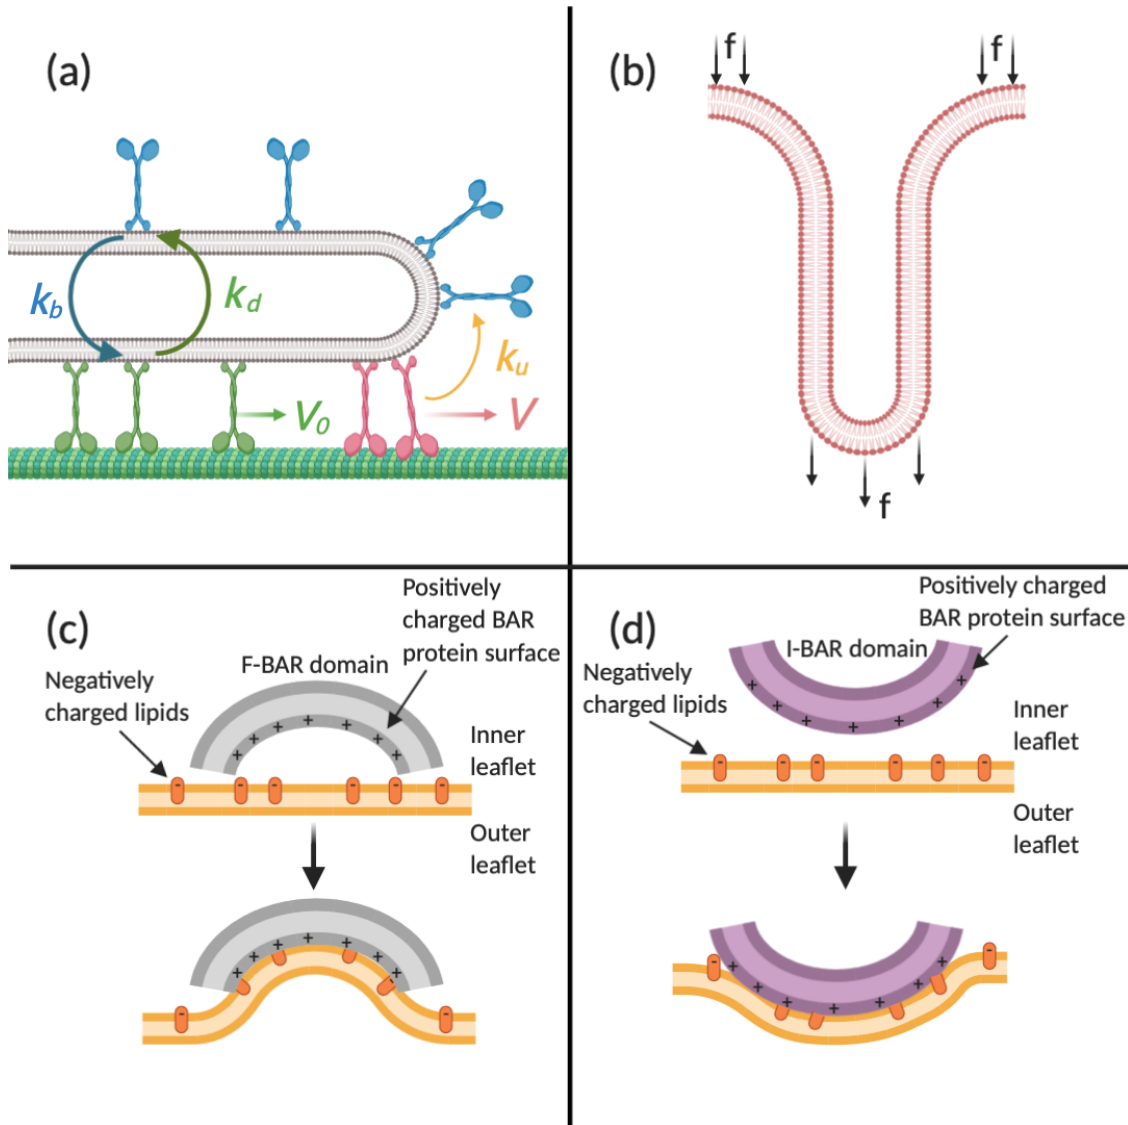 (a)
k_b
k_d
k_u
V_0
V
(b)
f
f
f
(c)
Positively
charged BAR
protein surface
F-BAR domain
Negatively
charged lipids
Inner
leaflet
+ + + + + + +
- - - - - -
Outer
leaflet
+ + + + + + +
- -
(d)
Positively charged
BAR protein surface
I-BAR domain
Negatively
charged lipids
Inner
leaflet
+ + + + + + +
- - - - - -
Outer
leaflet
+ + + + + + +
- -